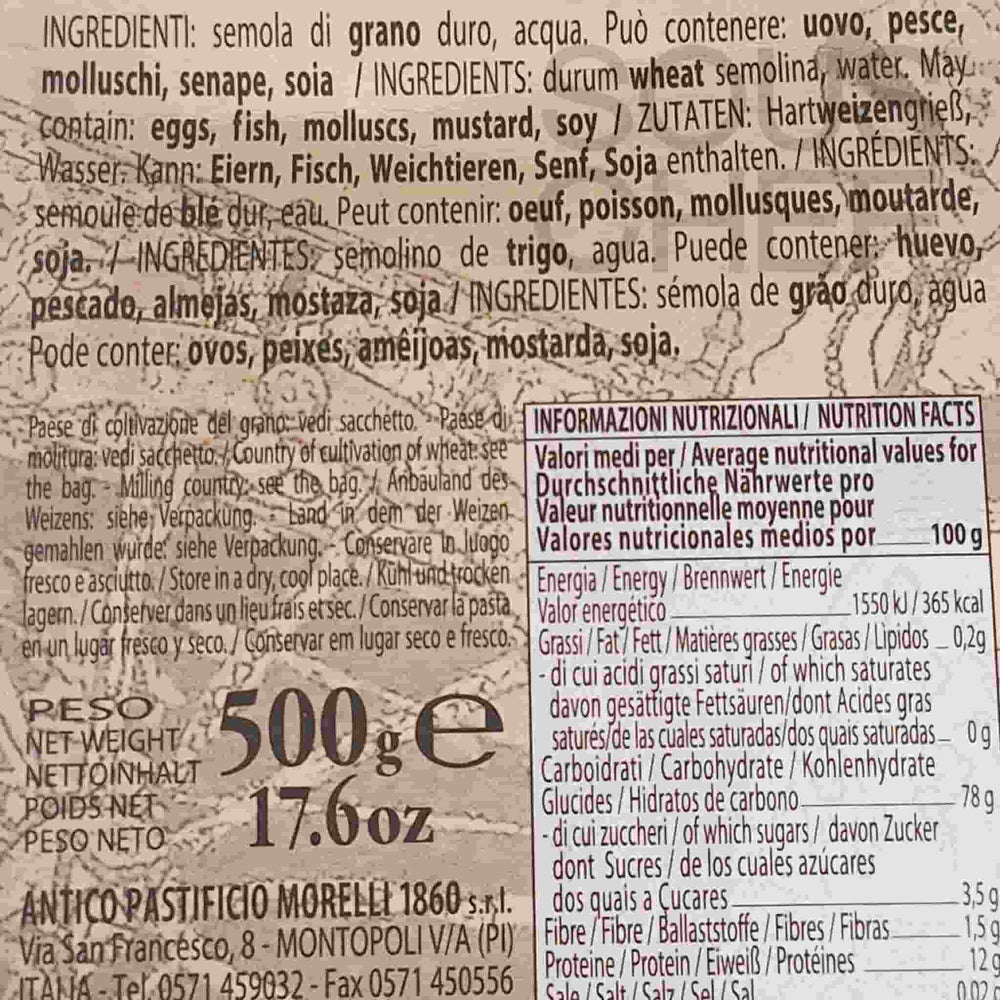 INGREDIENTI: semola di grano duro, acqua. Può contenere: uovo, pesce,
molluschi, senape, soia / INGREDIENTS: durum wheat semolina, water. May
contain: eggs, fish, molluscs, mustard, soy / ZUTATEN: Hartweizengrieß,
Wasser. Kann: Eiern, Fisch, Weichtieren, Senf, Soja enthalten. / INGRÉDIENTS:
semoule de blé dur, eau. Peut contenir: oeuf, poisson, mollusques, moutarde,
soja. / INGREDIENTES: semolino de trigo, agua. Puede contener: huevo,
pescado, almejas, mostaza, soja / INGREDIENTES: sémola de grão duro, água
Pode conter: ovos, peixes, amêijoas, mostarda, soja.
Paese di coltivazione del grano: vedi sacchetto. - Paese di
molitura: vedi sacchetto. / Country of cultivation of wheat: see
the bag. - Milling country: see the bag. / Anbauland des
Weizens: siehe Verpackung. - Land in dem der Weizen
gemahlen wurde: siehe Verpackung. - Conservare in luogo
fresco e asciutto. / Store in a dry, cool place. / Kühl und trocken
lagern. / Conserver dans un lieu frais et sec. / Conservar la pasta
en un lugar fresco y seco. / Conservar em lugar seco e fresco.
PESO
NET WEIGHT
NETTOINHALT
POIDS NET
PESO NETO
500g e
17.6oz
ANTICO PASTIFICIO MORELLI 1860 s.r.l.
Via San Francesco, 8 - MONTOPOLI V/A (PI)
ITALIA - Tel. 0571 459032 - Fax 0571 450556
INFORMAZIONI NUTRIZIONALI / NUTRITION FACTS
Valori medi per / Average nutritional values for
Durchschnittliche Nährwerte pro
Valeur nutritionnelle moyenne pour
Valores nutricionales medios por 100 g
Energia / Energy / Brennwert / Energie
Valor energético 1550 kJ / 365 kcal
Grassi / Fat / Fett / Matières grasses / Grasas / Lipidos 0,2g
- di cui acidi grassi saturi / of which saturates
davon gesättigte Fettsäuren/dont Acides gras
saturés/de las cuales saturadas/dos quais saturadas 0 g
Carboidrati / Carbohydrate / Kohlenhydrate
Glucides / Hidratos de carbono 78 g
- di cui zuccheri / of which sugars / davon Zucker
dont Sucres / de los cuales azúcares
dos quais a Çucares 3,5 g
Fibre / Fibre / Ballaststoffe / Fibres / Fibras 1,5 g
Proteine / Protein / Eiweiß / Protéines 12 g
Sale / Salt / Salz / Sel / Sal 0,02